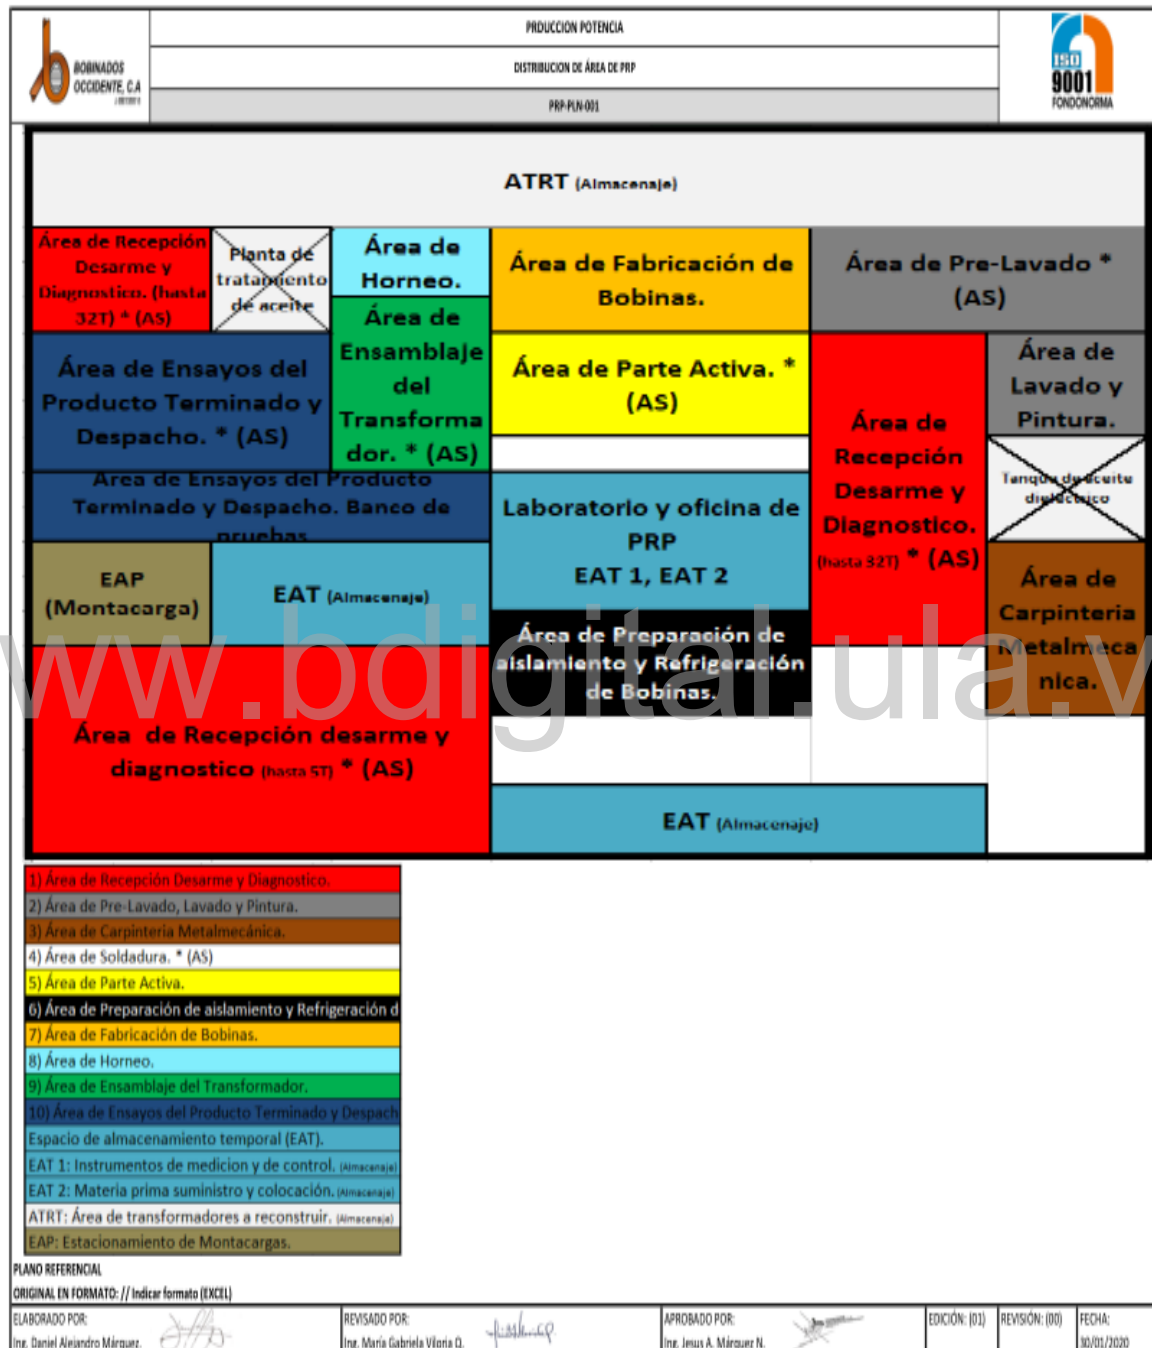 BOBINADOS
OCCIDENTE, C.A
PRDUCCION POTENCIA
DISTRIBUCION DE ÁREA DE PRP
PRP-PLN-001
ISO
9001
FONDONORMA
ATRT (Almacenaje)
Área de Recepción
Desarme y
Diagnostico. (hasta
32T) * (AS)
Planta de
tratamiento
de aceite
Área de
Horneo.
Área de Fabricación de
Bobinas.
Área de Pre-Lavado *
(AS)
Área de
Ensamblaje
del
Transforma
dor. * (AS)
Área de Ensayos del
Producto Terminado y
Despacho. * (AS)
Área de Parte Activa. *
(AS)
Área de
Recepción
Desarme y
Diagnostico.
(hasta 32T) * (AS)
Área de
Lavado y
Pintura.
Tanque de aceite
dielectrico
Área de Ensayos del Producto
Terminado y Despacho. Banco de
pruebas
Laboratorio y oficina de
PRP
EAT 1, EAT 2
EAP
(Montacarga)
EAT (Almacenaje)
Área de
Carpinteria
Metalmeca
nica.
Área de Preparación de
aislamiento y Refrigeración
de Bobinas.
www.bdigital.ula.v
Área de Recepción desarme y
diagnostico (hasta 5T) * (AS)
EAT (Almacenaje)
1) Área de Recepción Desarme y Diagnostico.
2) Área de Pre-Lavado, Lavado y Pintura.
3) Área de Carpinteria Metalmecánica.
4) Área de Soldadura. * (AS)
5) Área de Parte Activa.
6) Área de Preparación de aislamiento y Refrigeración d
7) Área de Fabricación de Bobinas.
8) Área de Horneo.
9) Área de Ensamblaje del Transformador.
10) Área de Ensayos del Producto Terminado y Despach
Espacio de almacenamiento temporal (EAT).
EAT 1: Instrumentos de medicion y de control. (Almacenaje)
EAT 2: Materia prima suministro y colocación. (Almacenaje)
ATRT: Área de transformadores a reconstruir. (Almacenaje)
EAP: Estacionamiento de Montacargas.
PLANO REFERENCIAL
ORIGINAL EN FORMATO: // Indicar formato (EXCEL)
ELABORADO POR:
Ing. Daniel Alejandro Márquez.
REVISADO POR:
Ing. María Gabriela Viloria Q.
APROBADO POR:
Ing. Jesus A. Márquez N.
EDICIÓN: (01)
REVISIÓN: (00)
FECHA:
30/01/2020